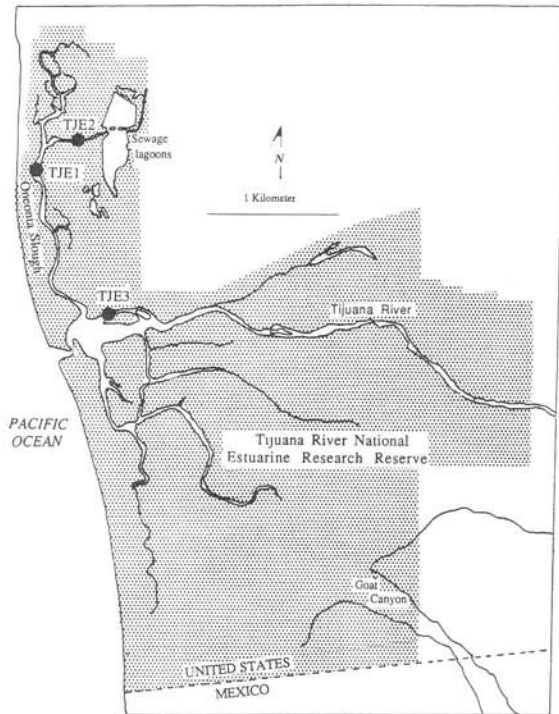 TJE2
Sewage
lagoons
TJE1
N
1 Kilometer
Oneonta Slough
TJE3
Tijuana River
PACIFIC
OCEAN
Tijuana River National
Estuarine Research Reserve
Goat
Canyon
UNITED STATES
MEXICO